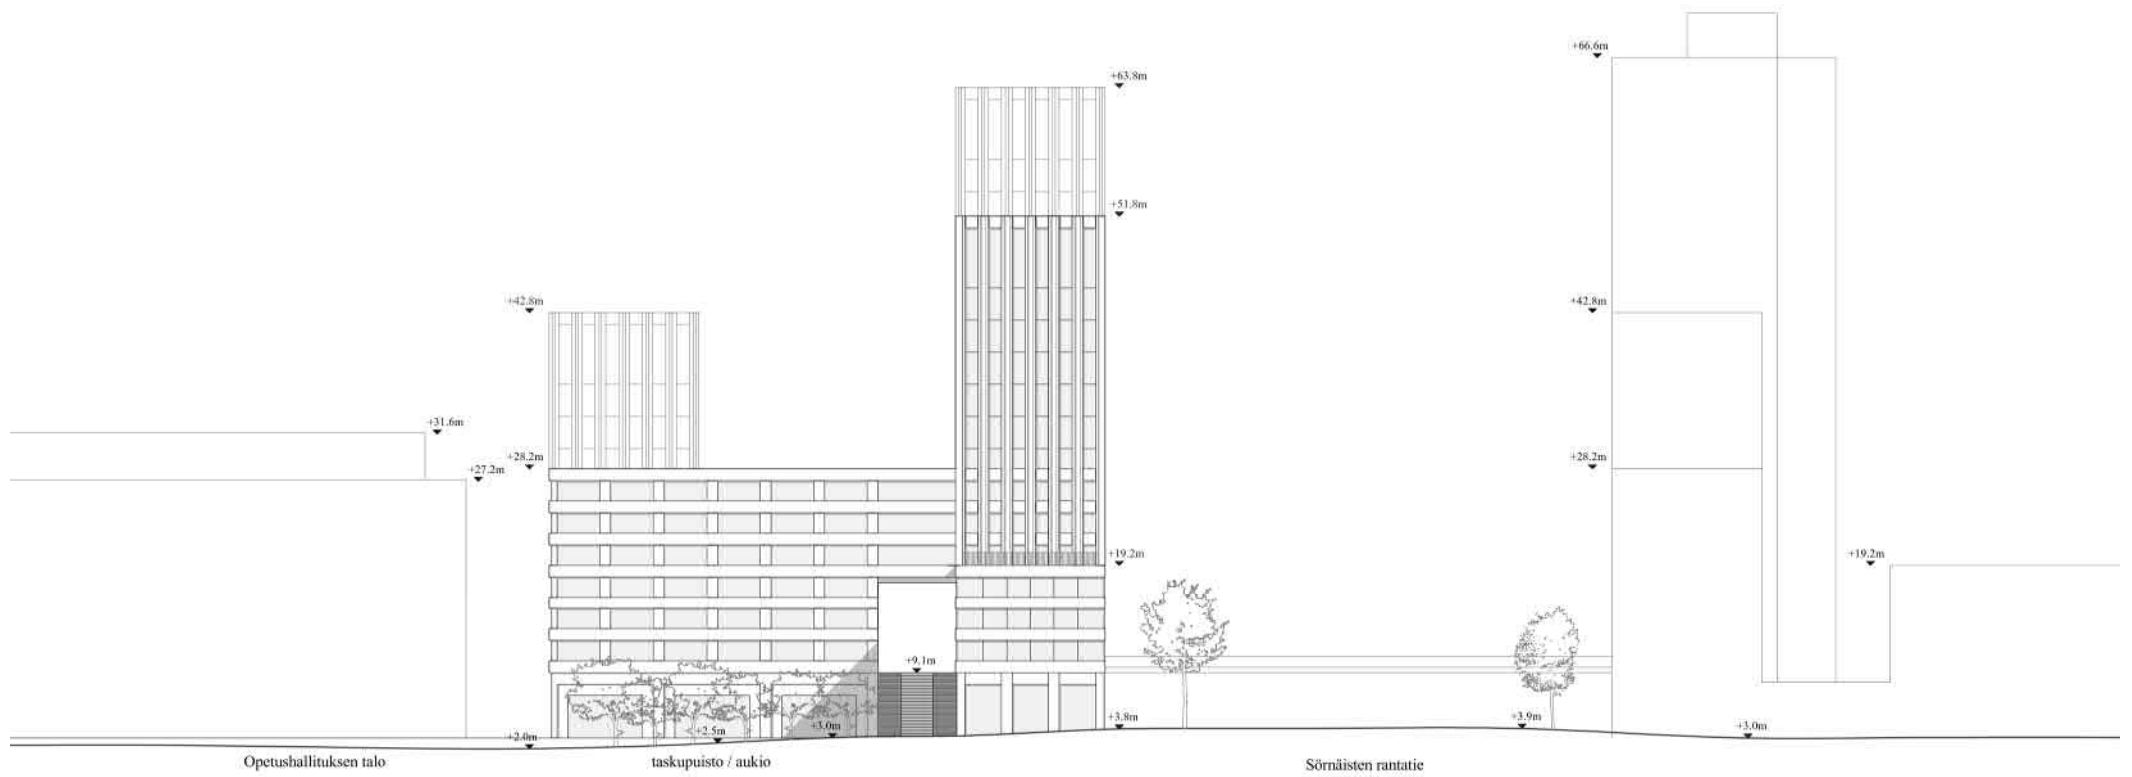 +66.6m
+63.8m
+51.8m
+42.8m
+42.8m
+31.6m
+28.2m
+27.2m
+28.2m
+19.2m
+19.2m
+9.1m
+3.8m
+3.9m
+3.0m
+2.0m
+2.5m
+3.0m
Opetushallituksen talo
taskupuisto / aukio
Sörnäisten rantatie